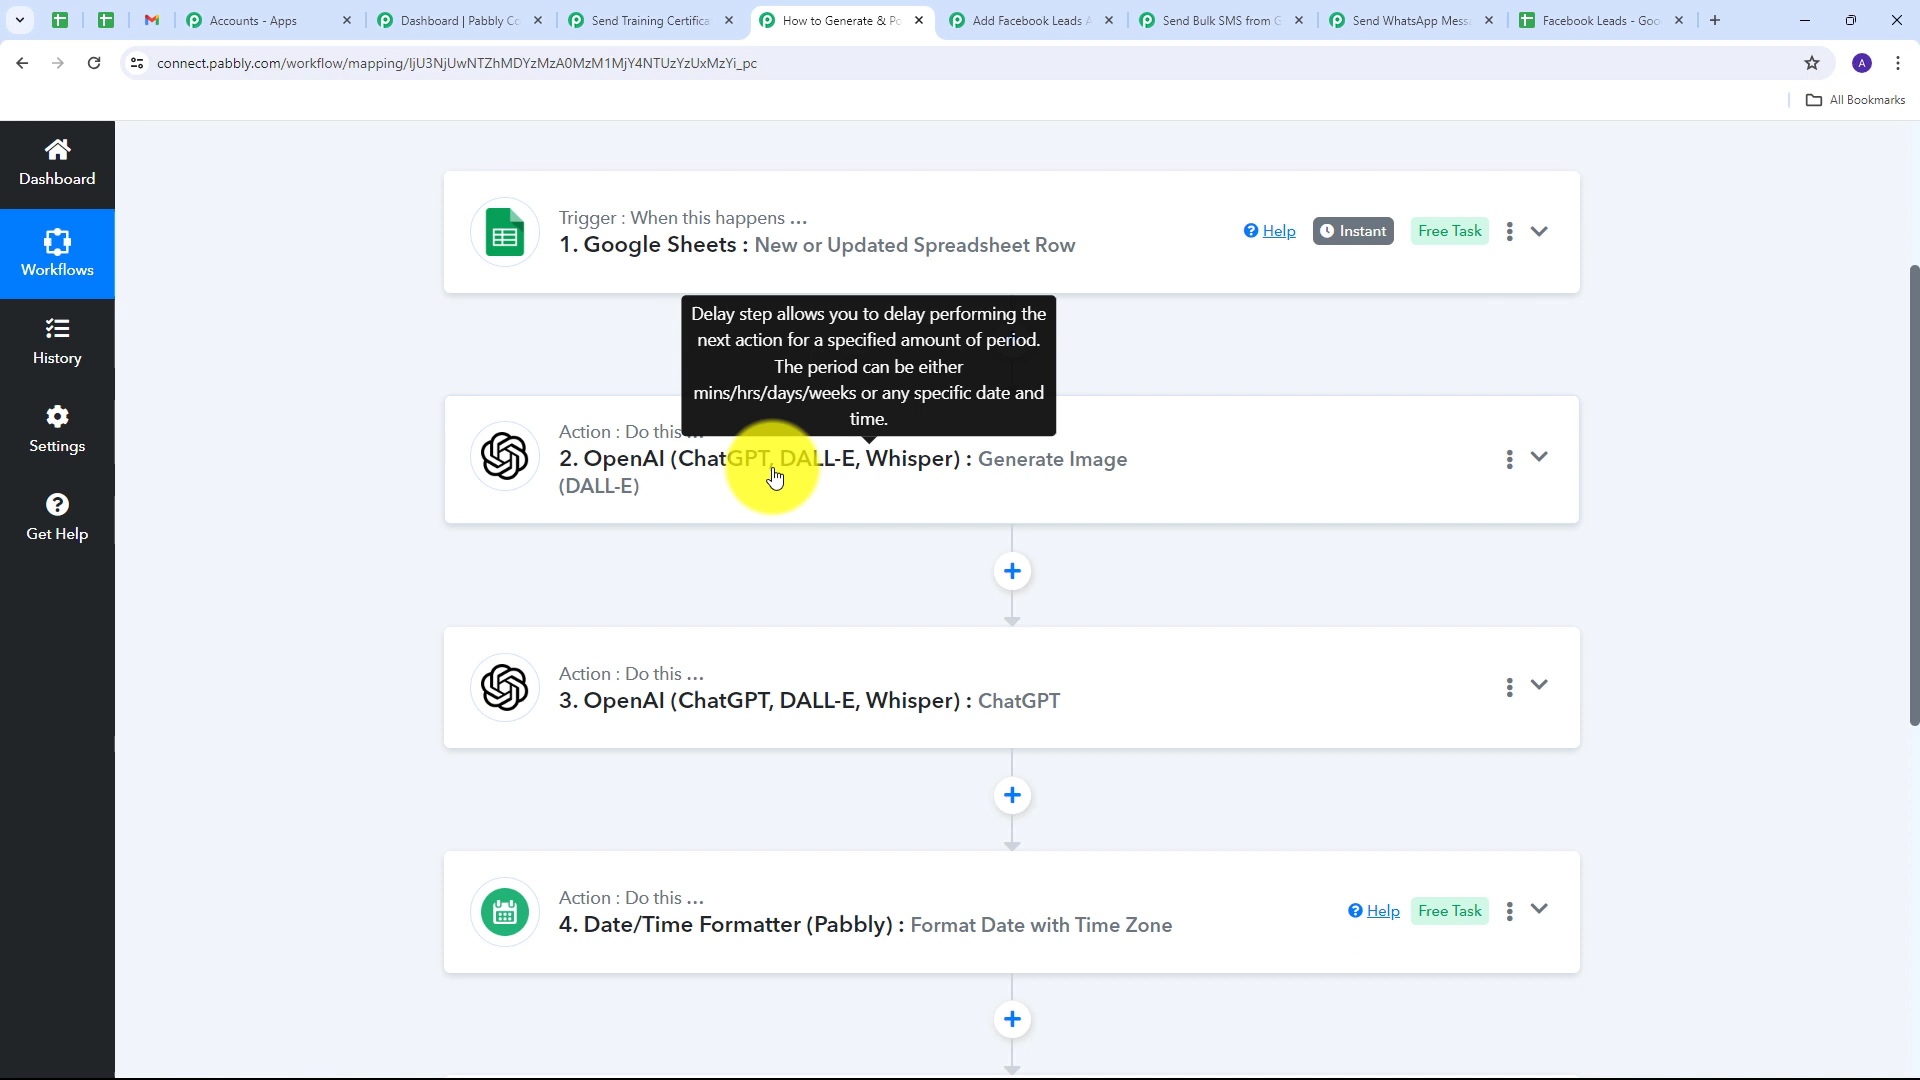 Accounts - Apps
Dashboard | Pabbly Co
Send Training Certifica
How to Generate & Po
Add Facebook Leads A
Send Bulk SMS from G
Send WhatsApp Mess
Facebook Leads - Goo
connect.pabbly.com/workflow/mapping/IjU3NjUwNTZhMDYzMzA0MzM1MjY4NTUzYzUxMzYi_pc
A
All Bookmarks
Dashboard
Workflows
History
Settings
Get Help
Trigger : When this happens ...
1. Google Sheets : New or Updated Spreadsheet Row
Help
Instant
Free Task
Delay step allows you to delay performing the
next action for a specified amount of period.
The period can be either
mins/hrs/days/weeks or any specific date and
time.
Action : Do this ...
2. OpenAI (ChatGPT, DALL-E, Whisper) : Generate Image
(DALL-E)
Action : Do this ...
3. OpenAI (ChatGPT, DALL-E, Whisper) : ChatGPT
Action : Do this ...
4. Date/Time Formatter (Pabbly) : Format Date with Time Zone
Help
Free Task